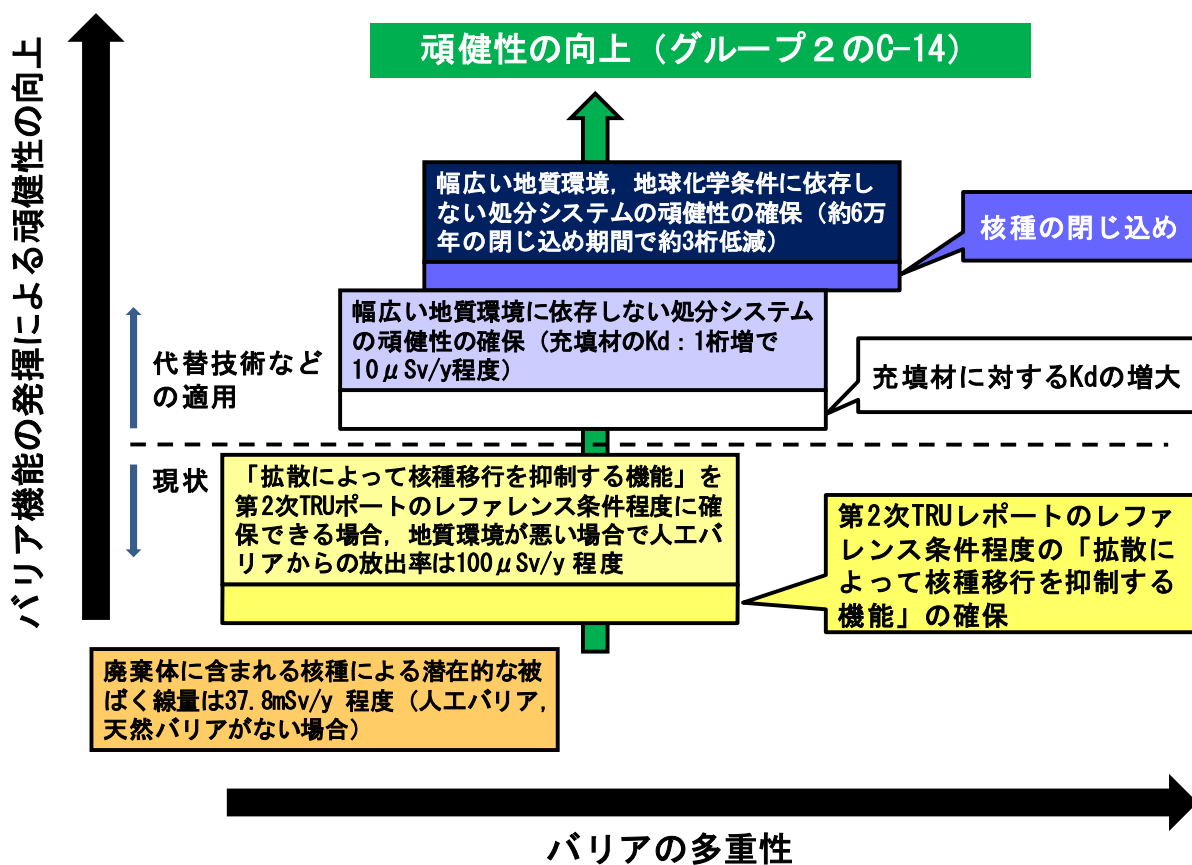 バリア機能の発揮による頑健性の向上
頑健性の向上（グループ２のC-14）
幅広い地質環境，地球化学条件に依存し
ない処分システムの頑健性の確保（約6万
年の閉じ込め期間で約3桁低減）
核種の閉じ込め
幅広い地質環境に依存しない処分システム
の頑健性の確保（充填材のKd：1桁増で
10μSv/y程度）
充填材に対するKdの増大
代替技術など
の適用
現状
「拡散によって核種移行を抑制する機能」を
第2次TRUポートのレファレンス条件程度に確
保できる場合，地質環境が悪い場合で人工バ
リアからの放出率は100μSv/y 程度
第2次TRUレポートのレファ
レンス条件程度の「拡散に
よって核種移行を抑制する
機能」の確保
廃棄体に含まれる核種による潜在的な被
ばく線量は37.8mSv/y 程度（人工バリア，
天然バリアがない場合）
バリアの多重性